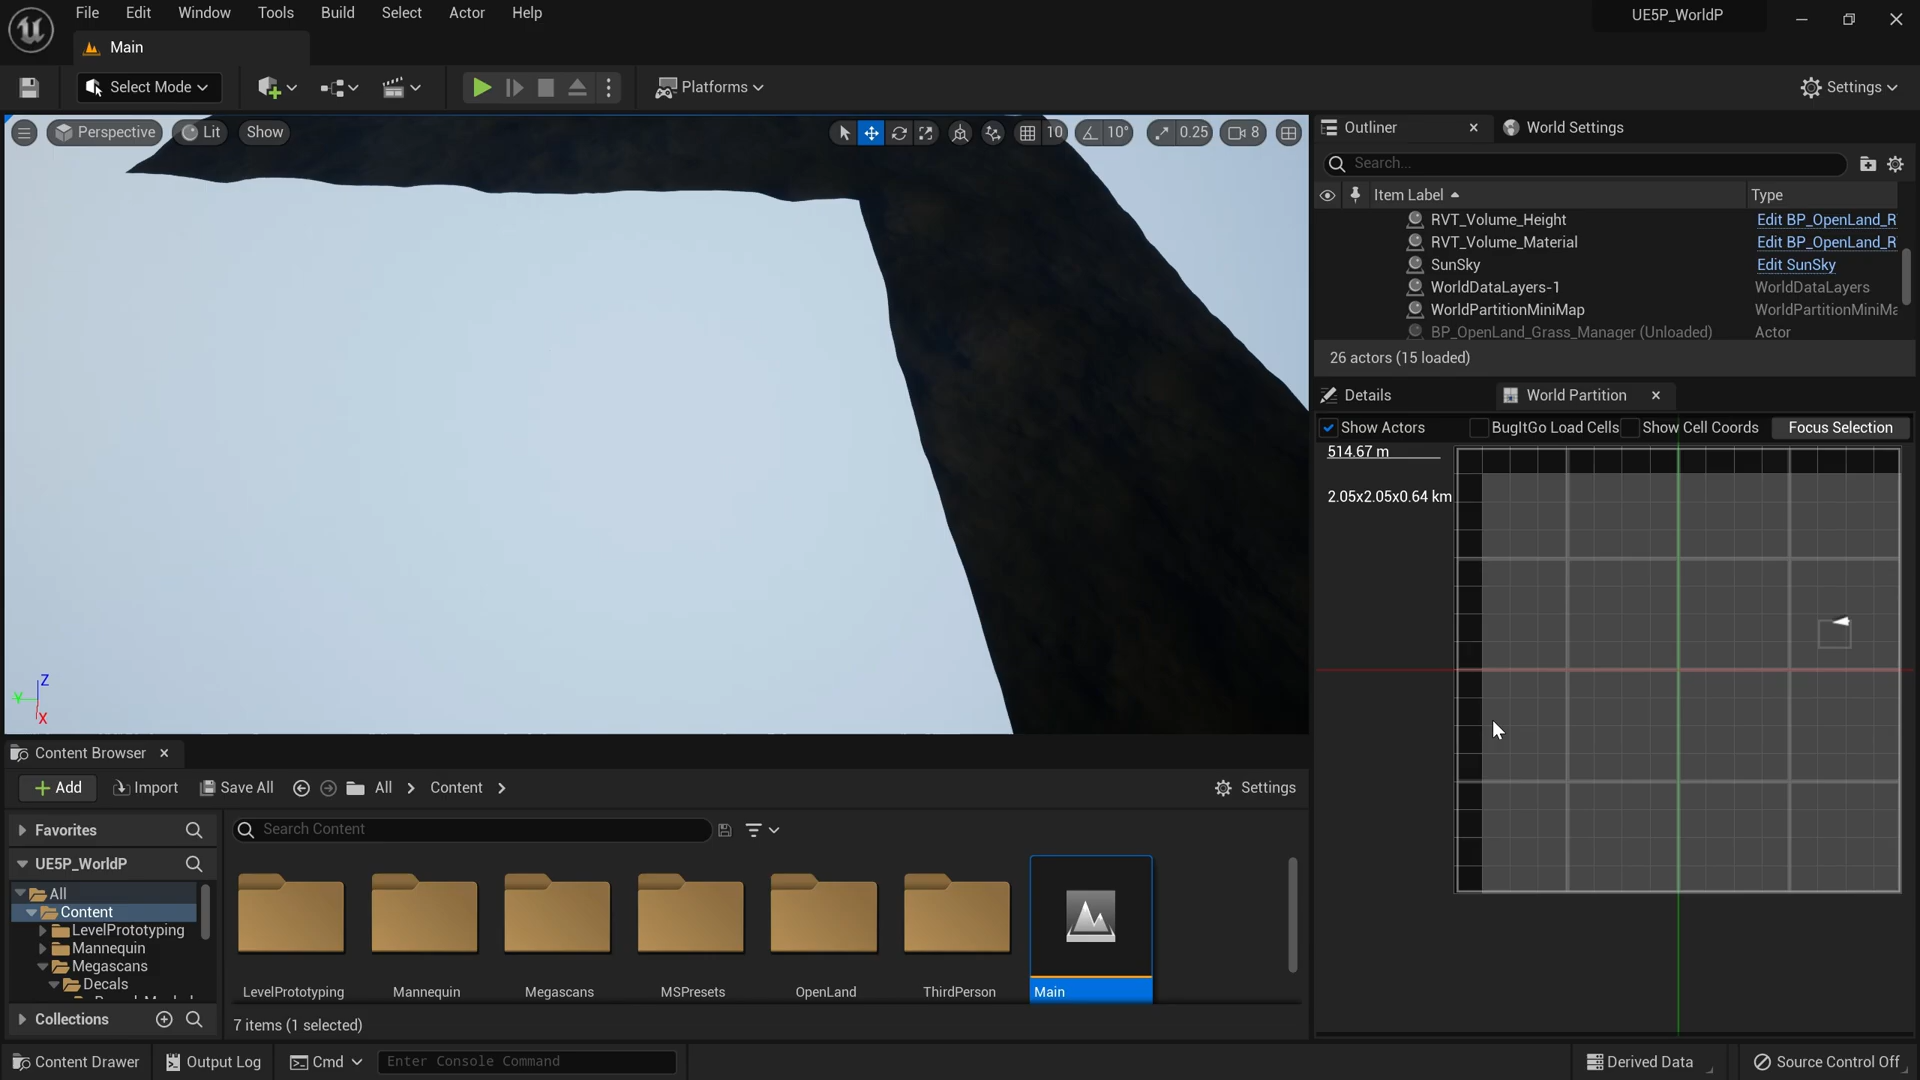 File Edit Window Tools Build Select Actor Help
UE5P_WorldP
Main
Select Mode
Platforms
Settings
Perspective
Lit
Show
10
10°
0.25
8
Outliner
World Settings
Search...
Item Label
Type
RVT_Volume_Height
Edit BP_OpenLand_R
RVT_Volume_Material
Edit BP_OpenLand_R
SunSky
Edit SunSky
WorldDataLayers-1
WorldDataLayers
WorldPartitionMiniMap
WorldPartitionMiniMa
BP_OpenLand_Grass_Manager (Unloaded)
Actor
26 actors (15 loaded)
Details
World Partition
Show Actors
BugItGo Load Cells
Show Cell Coords
Focus Selection
514.67 m
2.05x2.05x0.64 km
Z
Y
X
Content Browser
Add
Import
Save All
All
Content
Settings
Favorites
Search Content
UE5P_WorldP
All
Content
LevelPrototyping
Mannequin
Megascans
Decals
LevelPrototyping
Mannequin
Megascans
MSPresets
OpenLand
ThirdPerson
Main
Collections
7 items (1 selected)
Content Drawer
Output Log
Cmd
Enter Console Command
Derived Data
Source Control Off